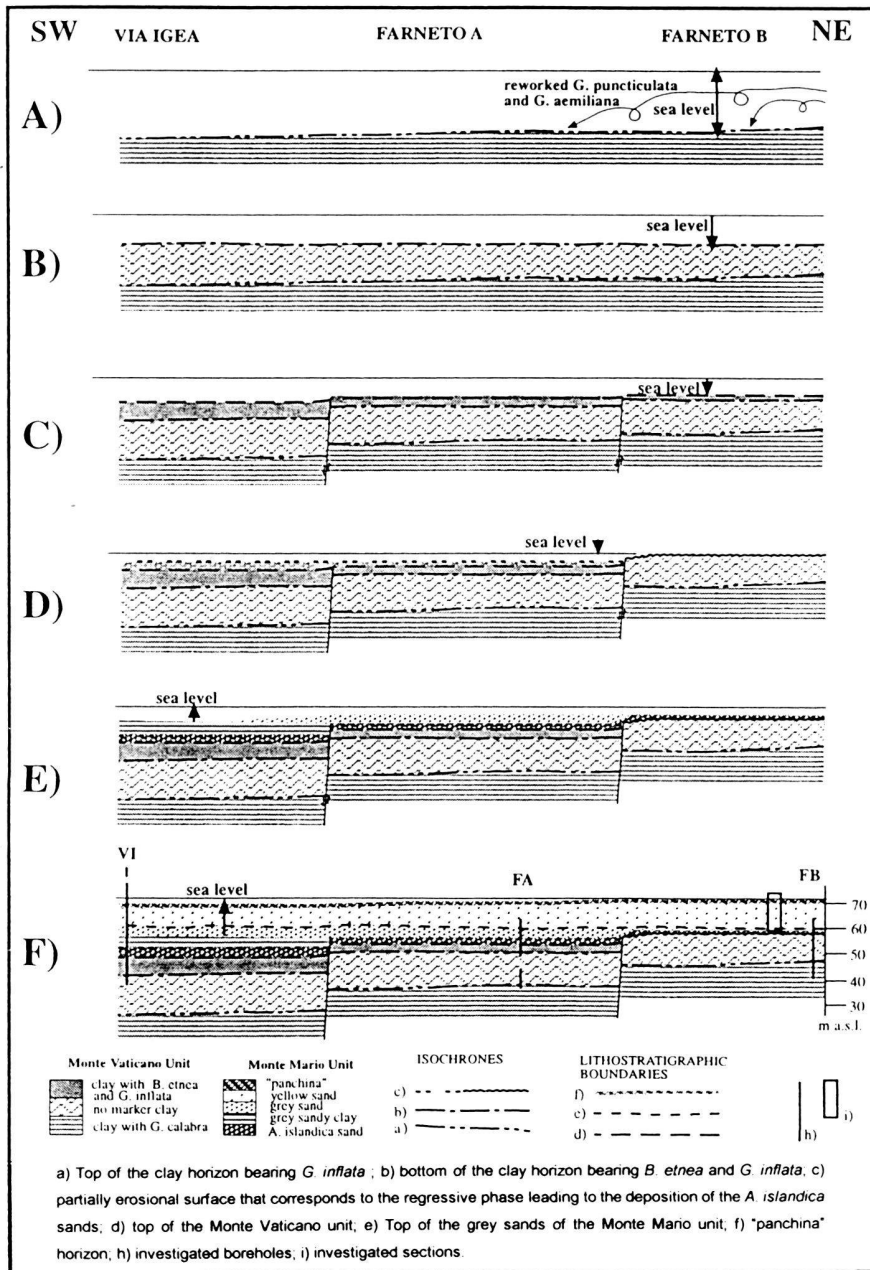 SW VIA IGEA FARNETO A FARNETO B NE
A)
reworked G. puncticulata
and G. aemiliana
sea level
B)
sea level
C)
sea level
D)
sea level
E)
sea level
F)
VI
sea level
FA
FB
70
60
50
40
30
m a.s.l.
Monte Vaticano Unit
clay with B. etnea
and G. inflata
no marker clay
clay with G. calabra
Monte Mario Unit
"panchina"
yellow sand
grey sand
grey sandy clay
A. islandica sand
ISOCHRONES
c)
b)
a)
LITHOSTRATIGRAPHIC
BOUNDARIES
f)
e)
d)
h)
i)
a) Top of the clay horizon bearing G. inflata ; b) bottom of the clay horizon bearing B. etnea and G. inflata; c)
partially erosional surface that corresponds to the regressive phase leading to the deposition of the A. islandica
sands; d) top of the Monte Vaticano unit; e) Top of the grey sands of the Monte Mario unit; f) "panchina"
horizon; h) investigated boreholes; i) investigated sections.